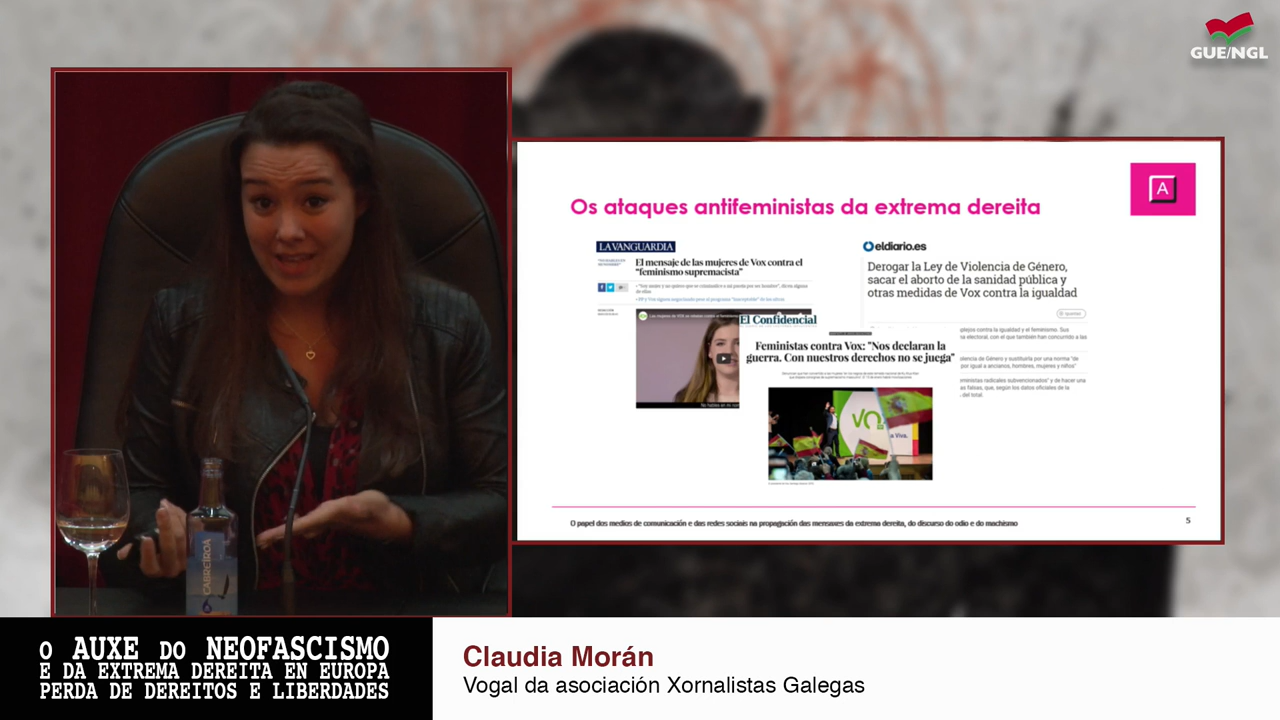 GUE/NGL
A
Os ataques antifeministas da extrema dereita
LAVANGUARDIA
El mensaje de las mujeres de Vox contra el
"feminismo supremacista"
eldiario.es
Derogar la Ley de Violencia de Género,
sacar el aborto de la sanidad pública y
otras medidas de Vox contra la igualdad
El Confidencial
Feministas contra Vox: "Nos declaran la
guerra. Con nuestros derechos no se juega"
VOX
O papel dos medios de comunicación e das redes sociais na propagación das mensaxes da extrema dereita, do discurso do odio e do machismo
5
CABREIROÁ
O AUXE DO NEOFASCISMO
E DA EXTREMA DEREITA EN EUROPA
PERDA DE DEREITOS E LIBERDADES
Claudia Morán
Vogal da asociación Xornalistas Galegas